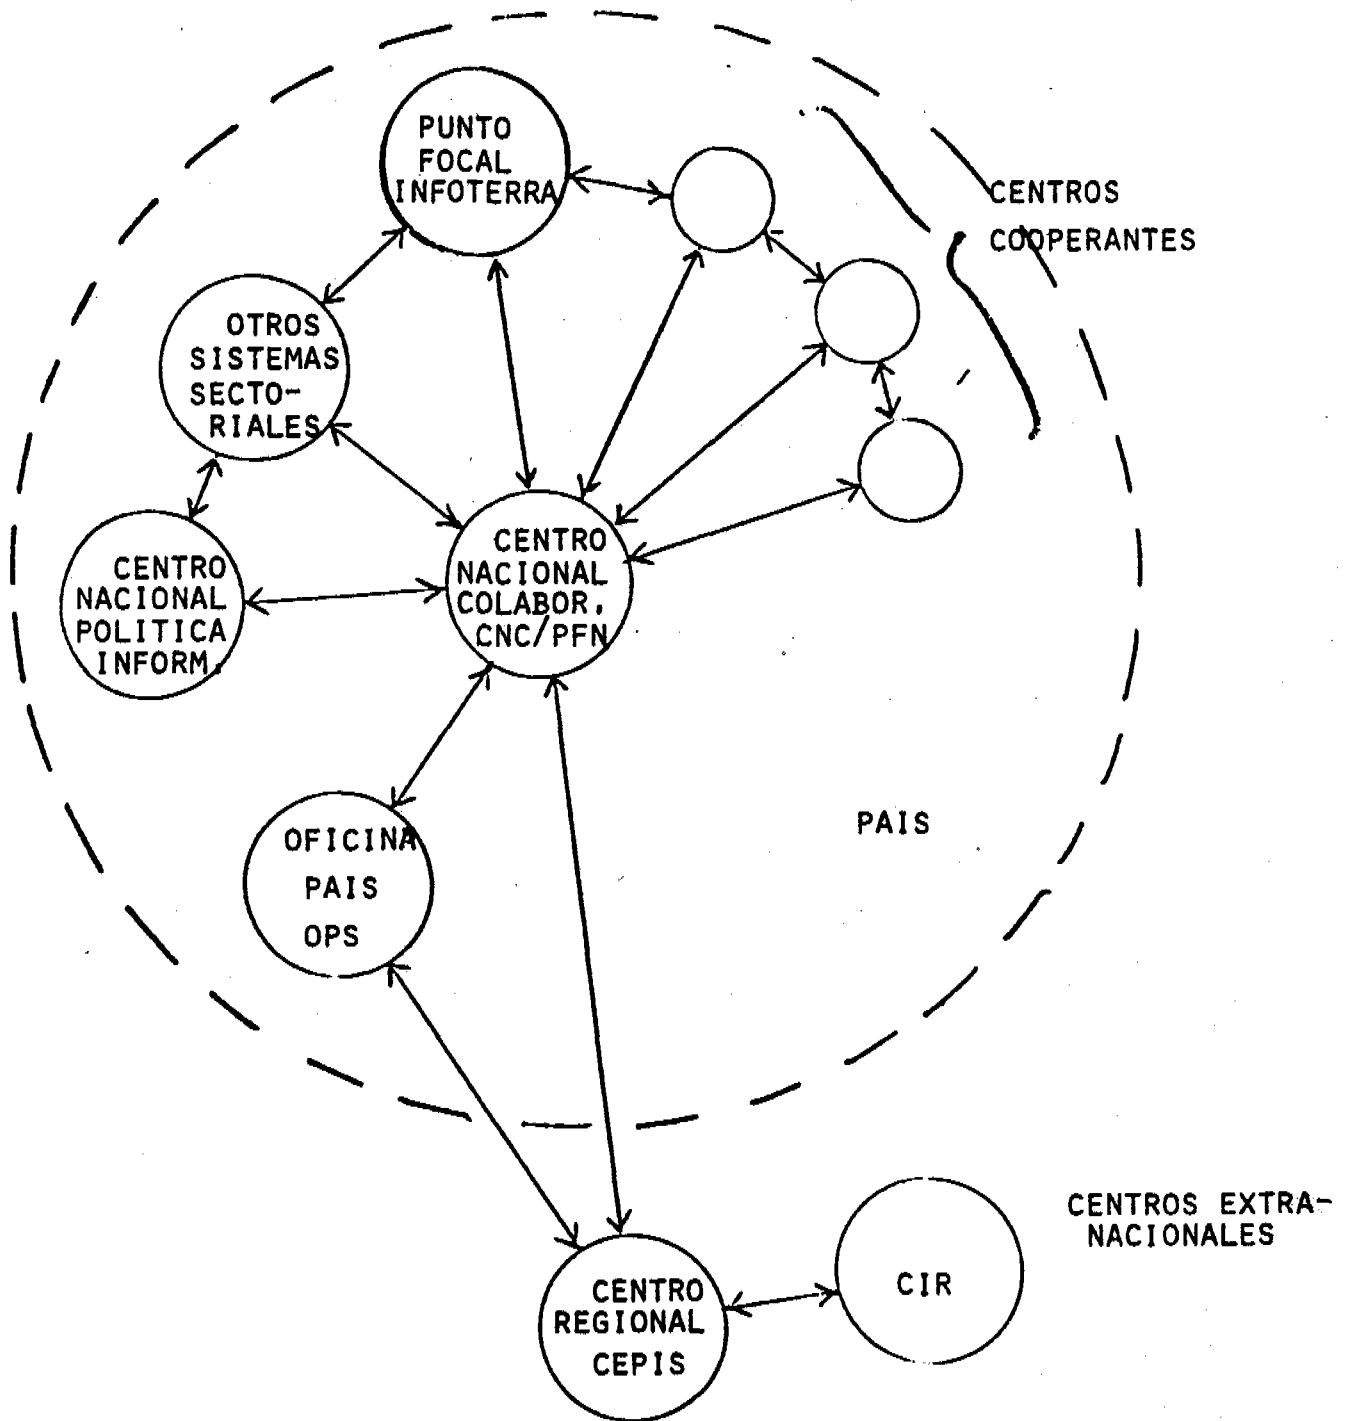 PUNTO
FOCAL
INFOTERRA
CENTROS
COOPERANTES
OTROS
SISTEMAS
SECTO-
RIALES
CENTRO
NACIONAL
COLABOR.
CNC/PFN
CENTRO
NACIONAL
POLITICA
INFORM.
PAIS
OFICINA
PAIS
OPS
CENTROS EXTRA-
NACIONALES
CIR
CENTRO
REGIONAL
CEPIS